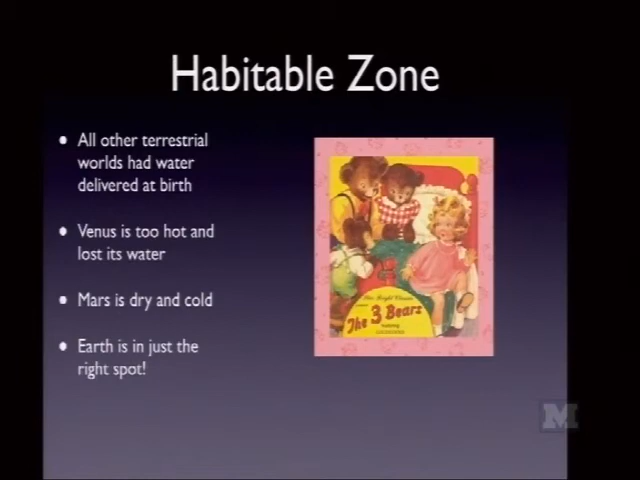 Habitable Zone
• All other terrestrial
worlds had water
delivered at birth
• Venus is too hot and
lost its water
• Mars is dry and cold
• Earth is in just the
right spot!
The 3 Bears
M